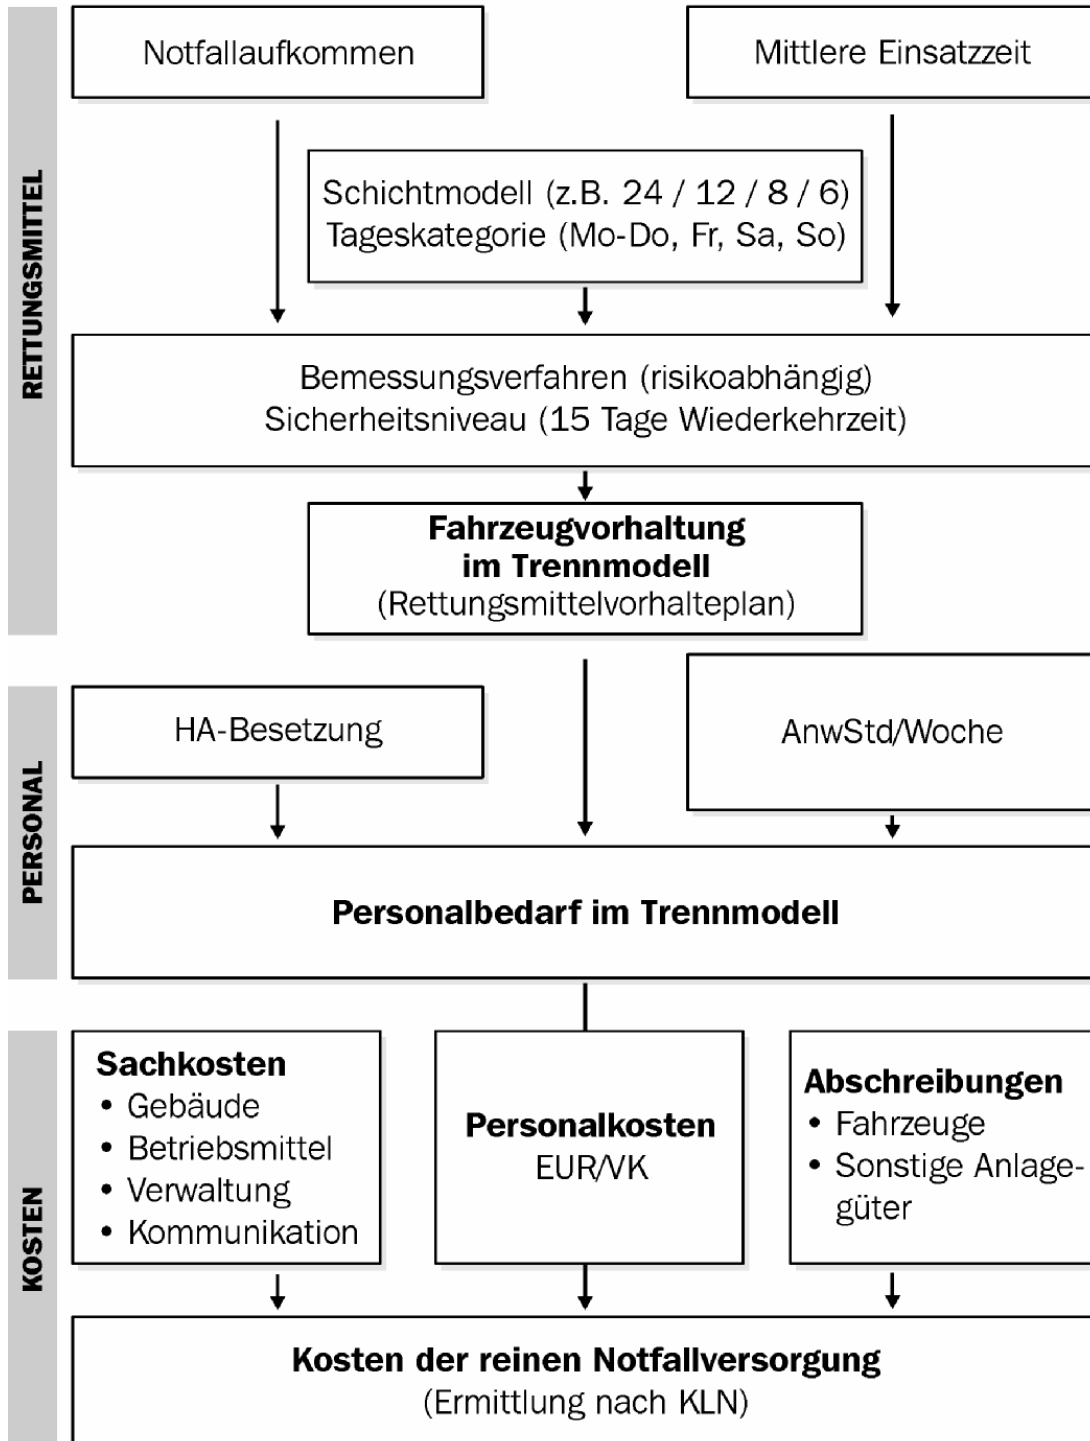 RETTUNGSMITTEL
Notfallaufkommen
Mittlere Einsatzzeit
Schichtmodell (z.B. 24 / 12 / 8 / 6)
Tageskategorie (Mo-Do, Fr, Sa, So)
Bemessungsverfahren (risikoabhängig)
Sicherheitsniveau (15 Tage Wiederkehrzeit)
Fahrzeugvorhaltung
im Trennmodell
(Rettungsmittelvorhalteplan)
PERSONAL
HA-Besetzung
AnwStd/Woche
Personalbedarf im Trennmodell
KOSTEN
Sachkosten
• Gebäude
• Betriebsmittel
• Verwaltung
• Kommunikation
Personalkosten
EUR/VK
Abschreibungen
• Fahrzeuge
• Sonstige Anlage-
güter
Kosten der reinen Notfallversorgung
(Ermittlung nach KLN)